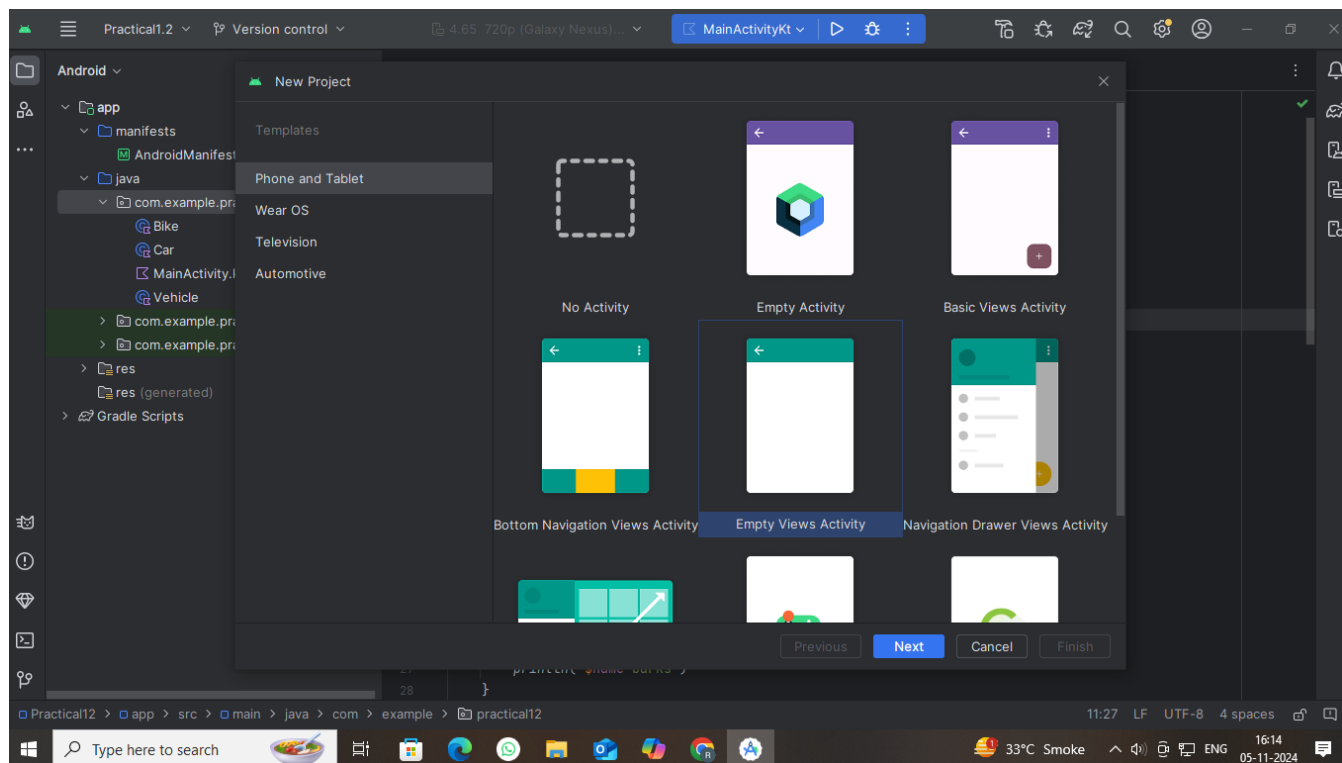 Practical1.2
Version control
4.65 720p (Galaxy Nexus)...
MainActivityKt
Android
New Project
app
manifests
AndroidManifest
java
com.example.pra
Bike
Car
MainActivity.k
Vehicle
com.example.pra
com.example.pra
res
res (generated)
Gradle Scripts
Templates
Phone and Tablet
Wear OS
Television
Automotive
No Activity
Empty Activity
Basic Views Activity
Bottom Navigation Views Activity
Empty Views Activity
Navigation Drawer Views Activity
Previous
Next
Cancel
Finish
28 }
Practical12 > app > src > main > java > com > example > practical12
11:27 LF UTF-8 4 spaces
Type here to search
33°C Smoke
ENG
16:14
05-11-2024